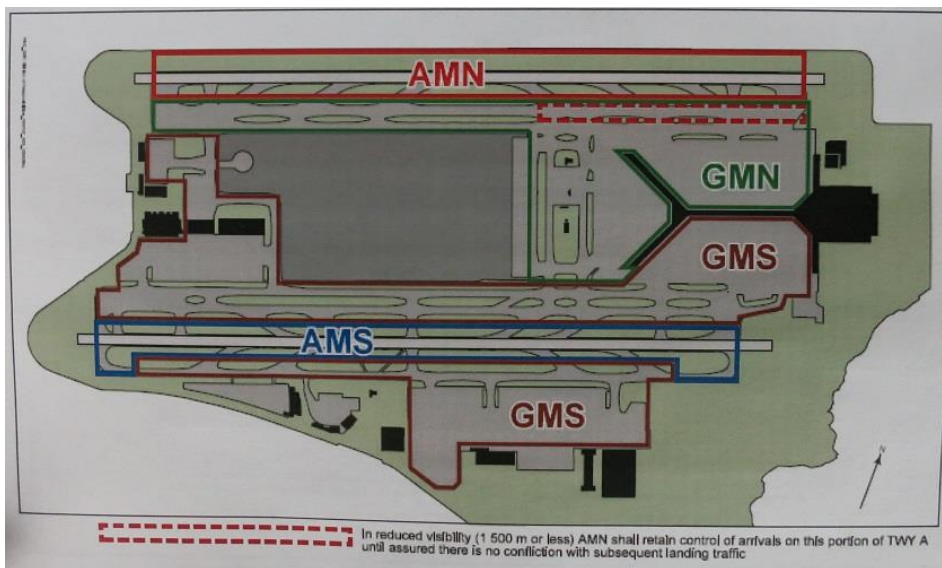 AMN
GMN
GMS
AMS
GMS
N
In reduced visibility (1 500 m or less) AMN shall retain control of arrivals on this portion of TWY A
until assured there is no confliction with subsequent landing traffic